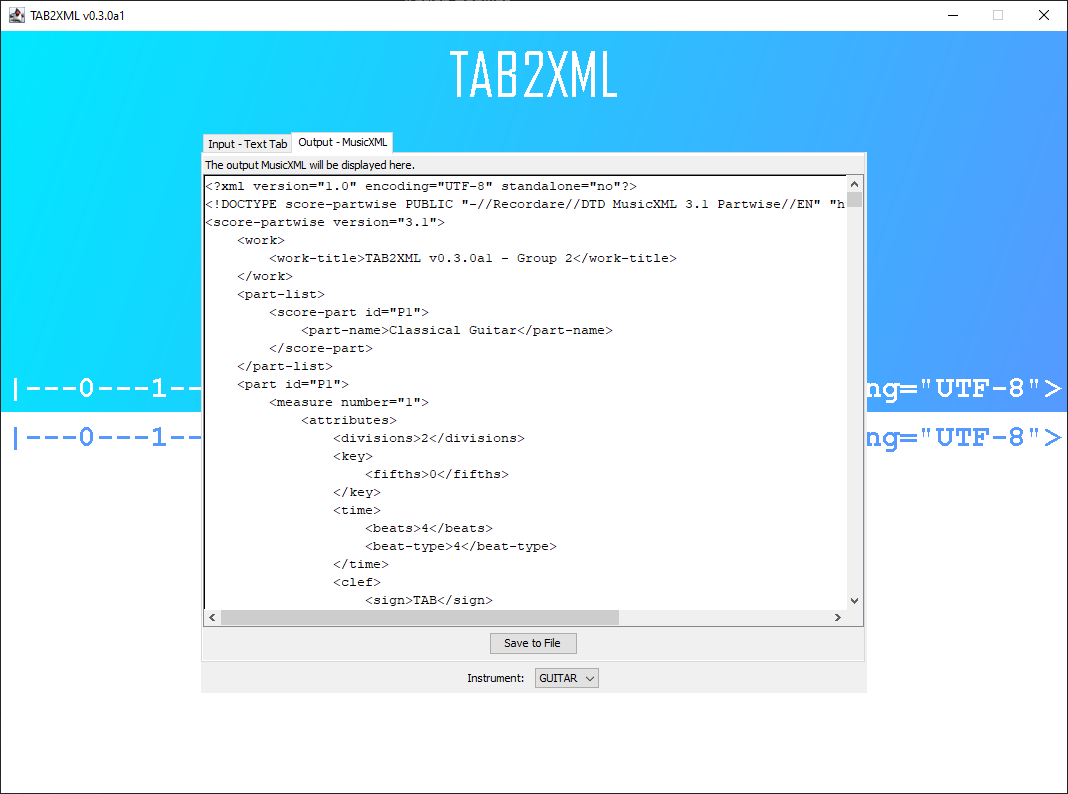 TAB2XML v0.3.0a1
TAB2XML
Input - Text Tab Output - MusicXML
The output MusicXML will be displayed here.
<?xml version="1.0" encoding="UTF-8" standalone="no"?>
<!DOCTYPE score-partwise PUBLIC "-//Recordare//DTD MusicXML 3.1 Partwise//EN" "h
<score-partwise version="3.1">
<work>
<work-title>TAB2XML v0.3.0a1 - Group 2</work-title>
</work>
<part-list>
<score-part id="P1">
<part-name>Classical Guitar</part-name>
</score-part>
</part-list>
<part id="P1">
<measure number="1">
<attributes>
<divisions>2</divisions>
<key>
<fifths>0</fifths>
</key>
<time>
<beats>4</beats>
<beat-type>4</beat-type>
</time>
<clef>
<sign>TAB</sign>
|---0---1-- ng="UTF-8">
|---0---1-- ng="UTF-8">
Save to File
Instrument: GUITAR